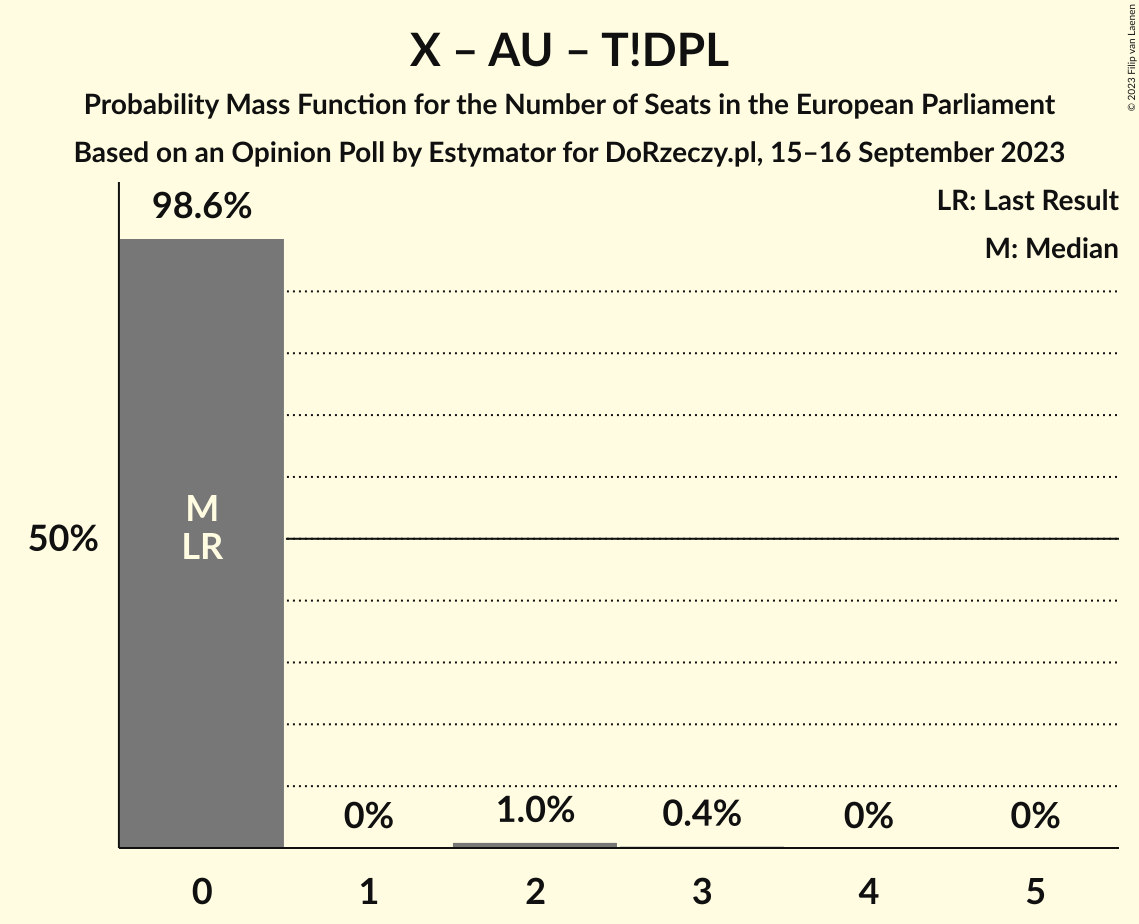 X – AU – T!DPL
Probability Mass Function for the Number of Seats in the European Parliament
Based on an Opinion Poll by Estymator for DoRzeczy.pl, 15–16 September 2023
© 2023 Filip van Laenen
LR: Last Result
M: Median
98.6%
M
LR
50%
0%
1.0%
0.4%
0%
0%
0
1
2
3
4
5